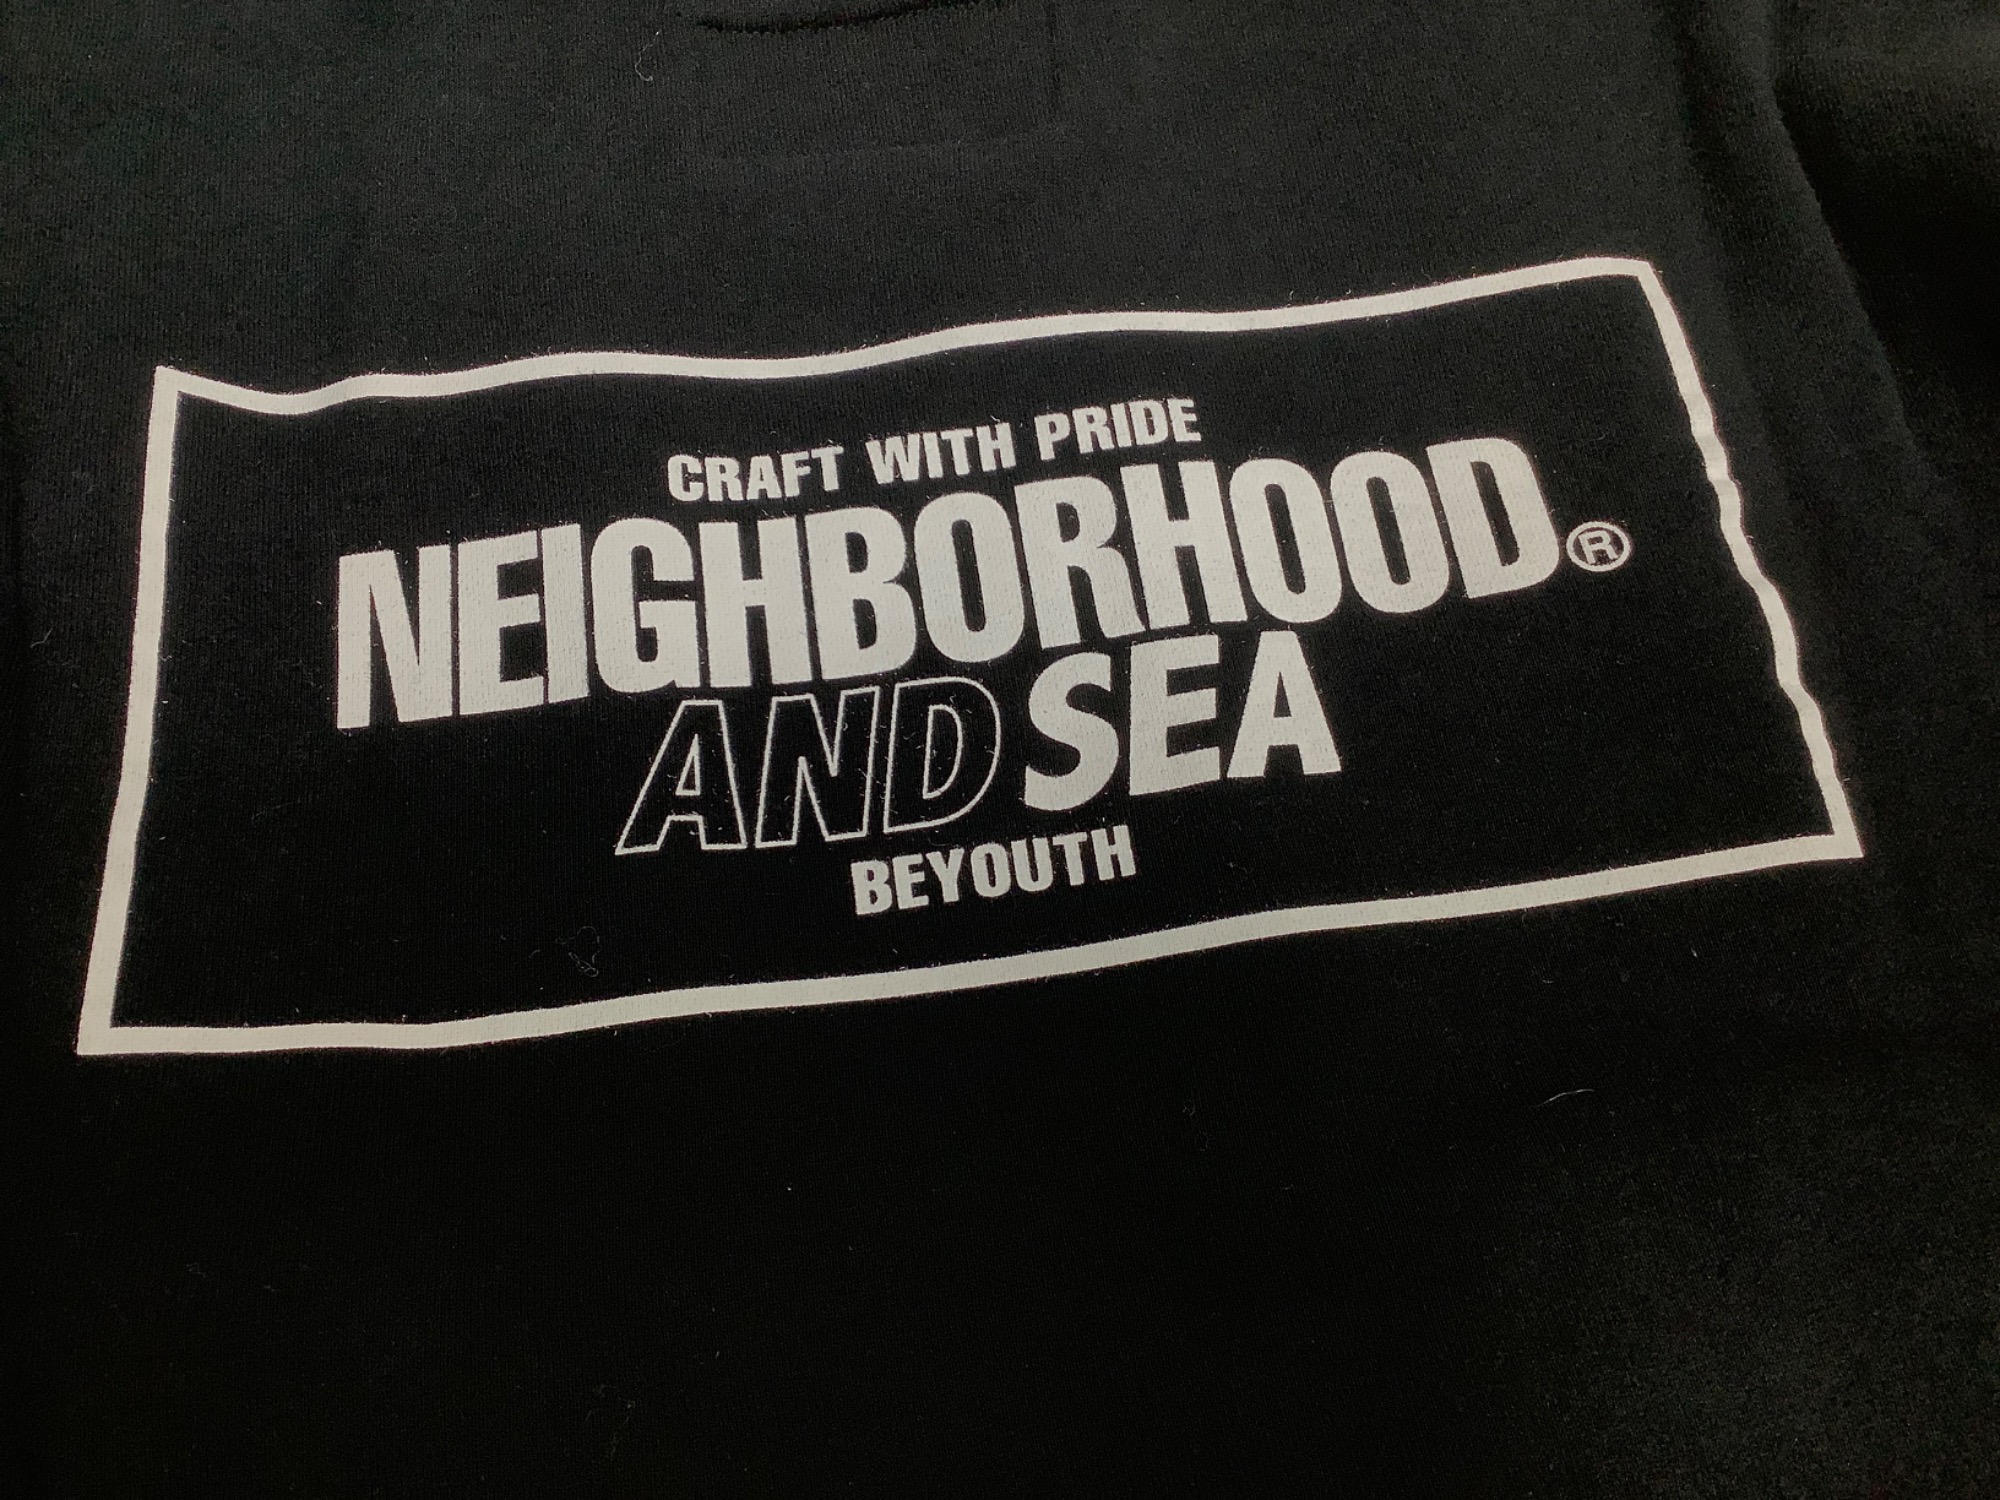 CRAFT WITH PRIDE
NEIGHBORHOOD®
AND SEA
BEYOUTH